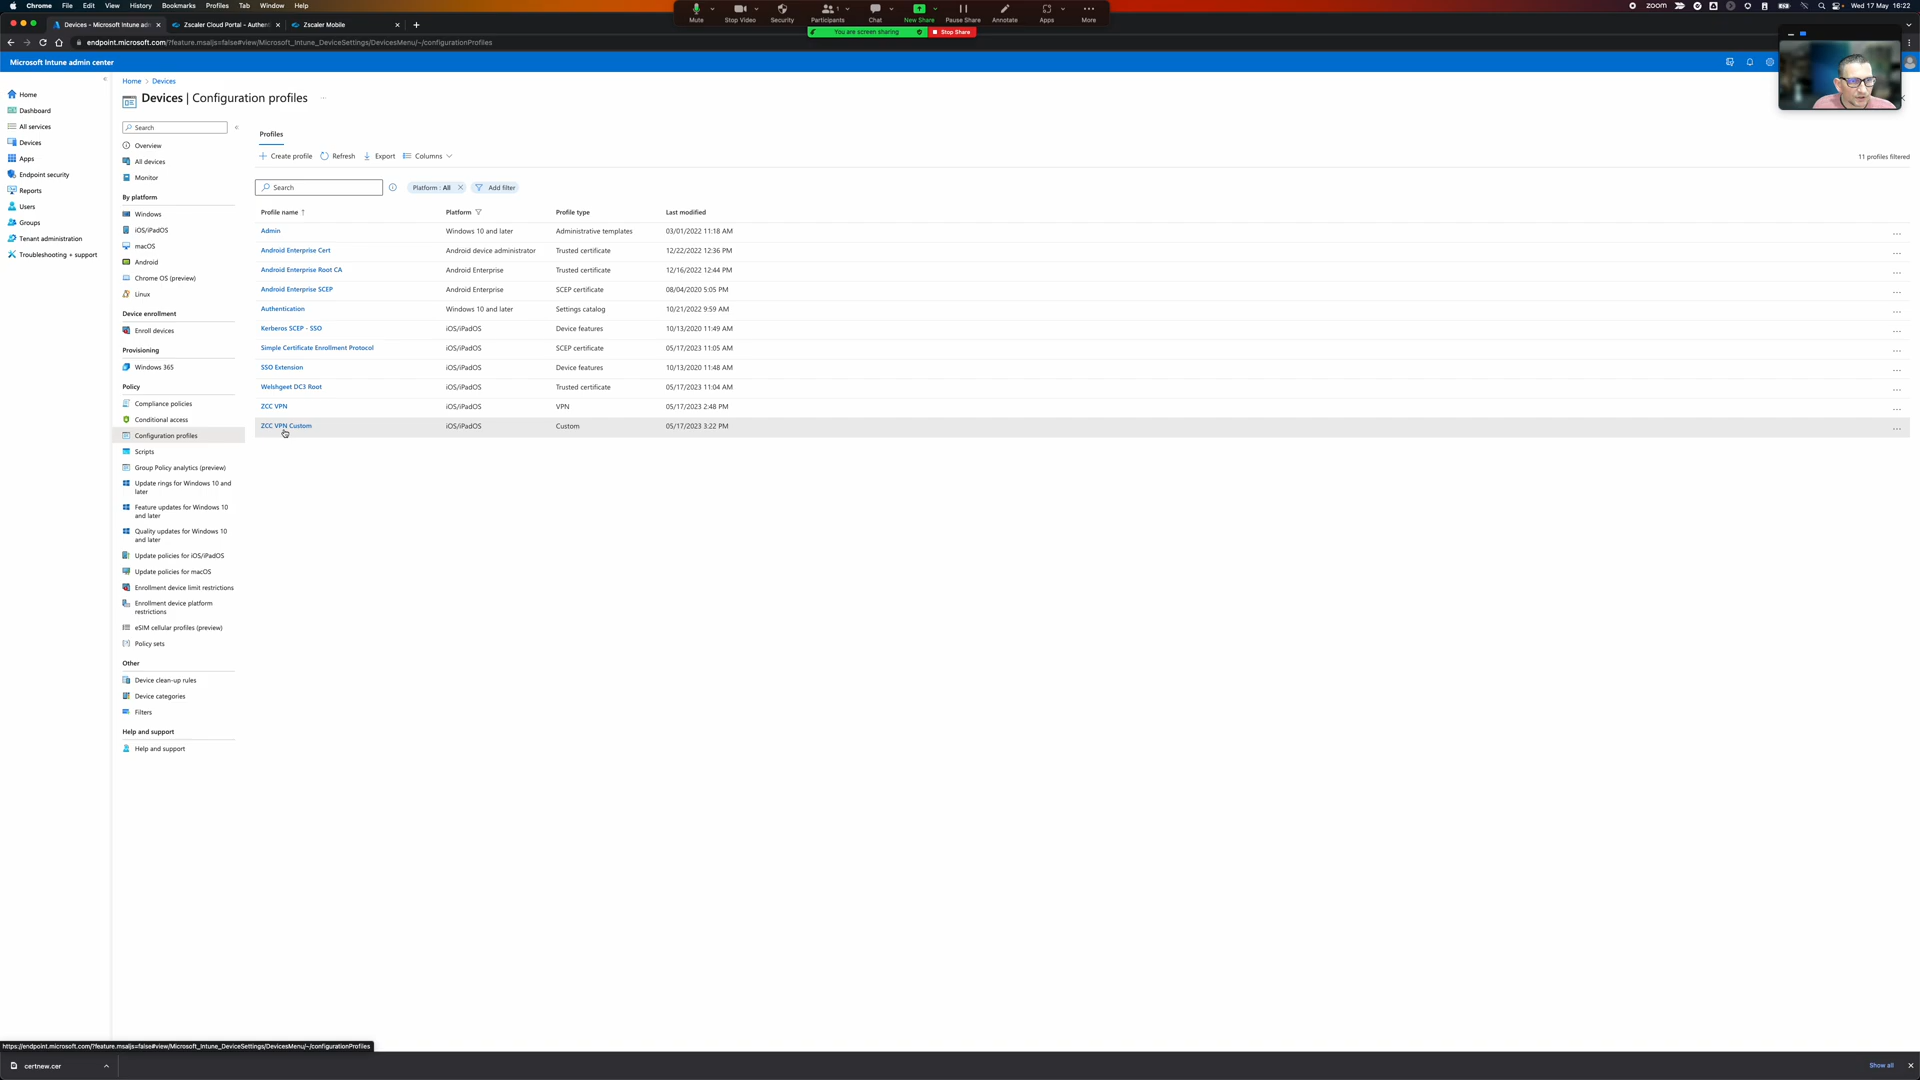 Chrome File Edit View History Bookmarks Profiles Tab Window Help
zoom
Wed 17 May 16:22
Mute Stop Video Security Participants 1 Chat New Share Pause Share Annotate Apps More
You are screen sharing Stop Share
Devices - Microsoft Intune ad
Zscaler Cloud Portal – Authen
Zscaler Mobile
endpoint.microsoft.com/?feature.msaljs=false#view/Microsoft_Intune_DeviceSettings/DevicesMenu/~/configurationProfiles
Microsoft Intune admin center
Home
Dashboard
All services
Devices
Apps
Endpoint security
Reports
Users
Groups
Tenant administration
Troubleshooting + support
Home > Devices
Devices | Configuration profiles ...
Search
Overview
All devices
Monitor
By platform
Windows
iOS/iPadOS
macOS
Android
Chrome OS (preview)
Linux
Device enrollment
Enroll devices
Provisioning
Windows 365
Policy
Compliance policies
Conditional access
Configuration profiles
Scripts
Group Policy analytics (preview)
Update rings for Windows 10 and
later
Feature updates for Windows 10
and later
Quality updates for Windows 10
and later
Update policies for iOS/iPadOS
Update policies for macOS
Enrollment device limit restrictions
Enrollment device platform
restrictions
eSIM cellular profiles (preview)
Policy sets
Other
Device clean-up rules
Device categories
Filters
Help and support
Help and support
Profiles
Create profile Refresh Export Columns
11 profiles filtered
Search
Platform : All
Add filter
Profile name ↑ Platform Profile type Last modified
Admin Windows 10 and later Administrative templates 03/01/2022 11:18 AM ...
Android Enterprise Cert Android device administrator Trusted certificate 12/22/2022 12:36 PM ...
Android Enterprise Root CA Android Enterprise Trusted certificate 12/16/2022 12:44 PM ...
Android Enterprise SCEP Android Enterprise SCEP certificate 08/04/2020 5:05 PM ...
Authentication Windows 10 and later Settings catalog 10/21/2022 9:59 AM ...
Kerberos SCEP - SSO iOS/iPadOS Device features 10/13/2020 11:49 AM ...
Simple Certificate Enrollment Protocol iOS/iPadOS SCEP certificate 05/17/2023 11:05 AM ...
SSO Extension iOS/iPadOS Device features 10/13/2020 11:48 AM ...
Welshgeet DC3 Root iOS/iPadOS Trusted certificate 05/17/2023 11:04 AM ...
ZCC VPN iOS/iPadOS VPN 05/17/2023 2:48 PM ...
ZCC VPN Custom iOS/iPadOS Custom 05/17/2023 3:22 PM ...
https://endpoint.microsoft.com/?feature.msaljs=false#view/Microsoft_Intune_DeviceSettings/DevicesMenu/~/configurationProfiles
certnew.cer
Show all